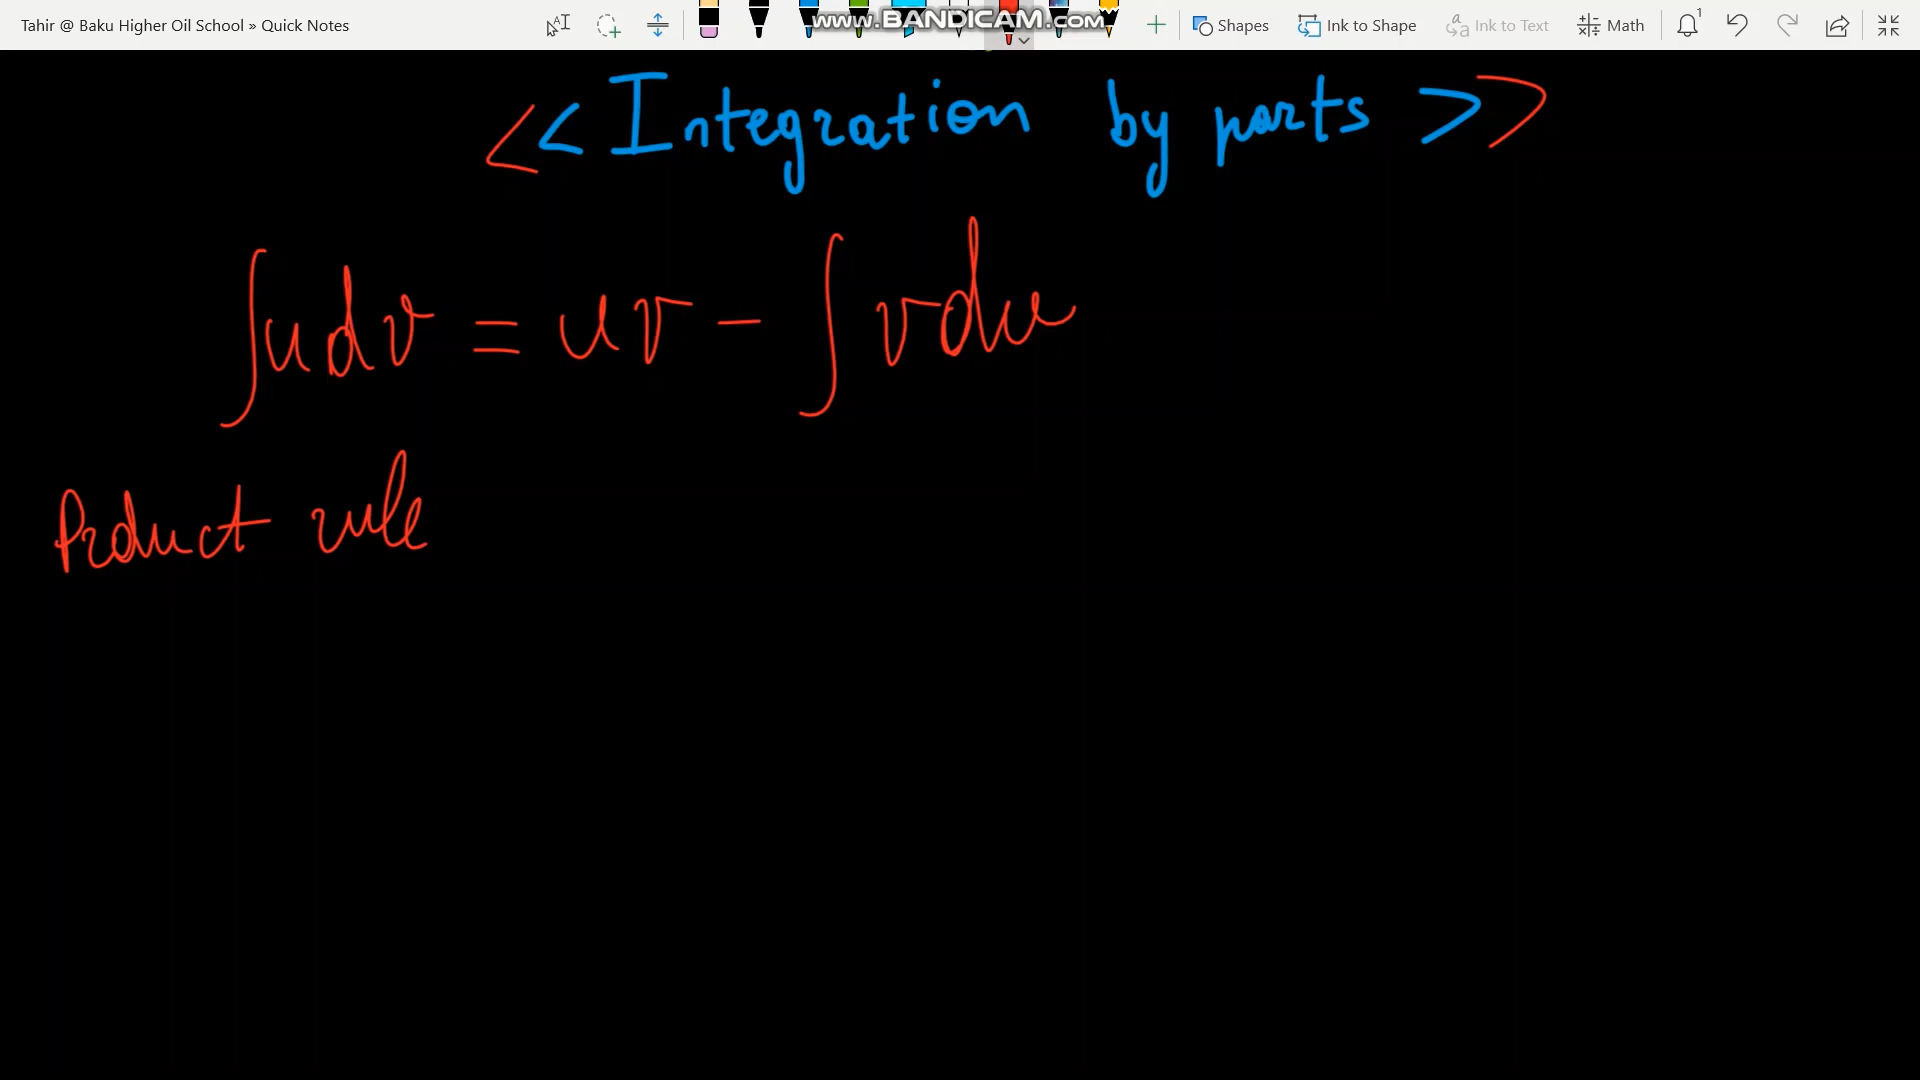 Tahir @ Baku Higher Oil School » Quick Notes
www.BANDICAM.com
Shapes
Ink to Shape
Ink to Text
Math
1
<< Integration by parts >>
∫udv = uv - ∫vdu
Product rule